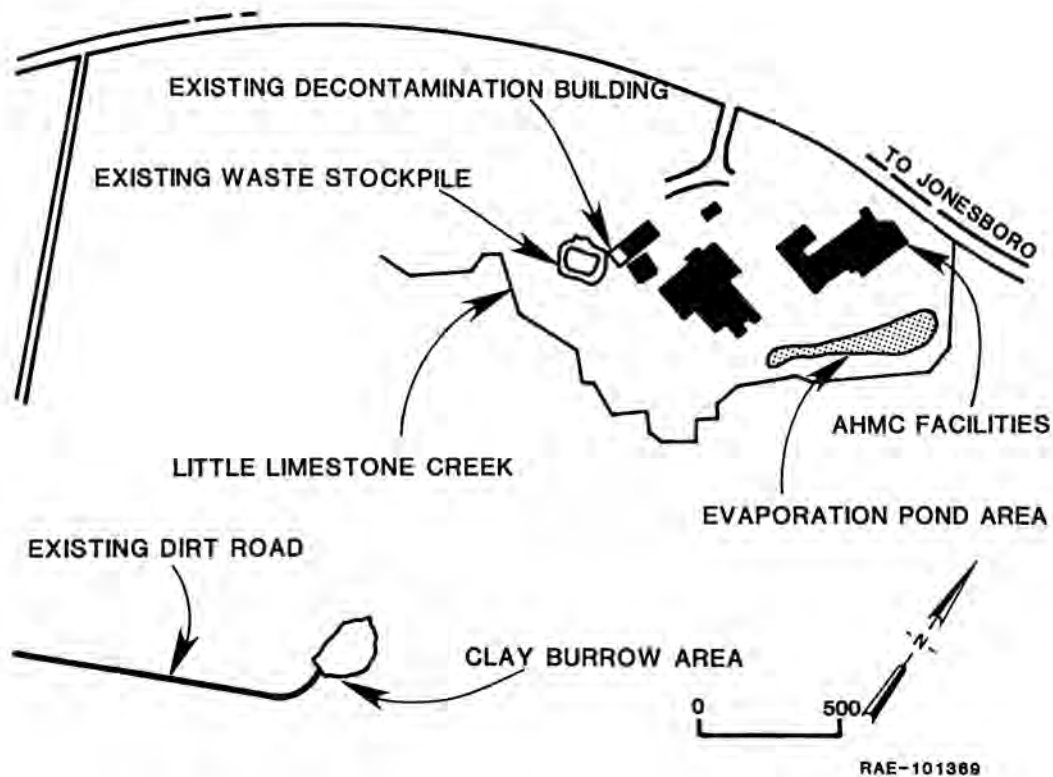 EXISTING DECONTAMINATION BUILDING
EXISTING WASTE STOCKPILE
TO JONESBORO
AHMC FACILITIES
LITTLE LIMESTONE CREEK
EVAPORATION POND AREA
EXISTING DIRT ROAD
CLAY BURROW AREA
-N-
0 500
RAE-101369